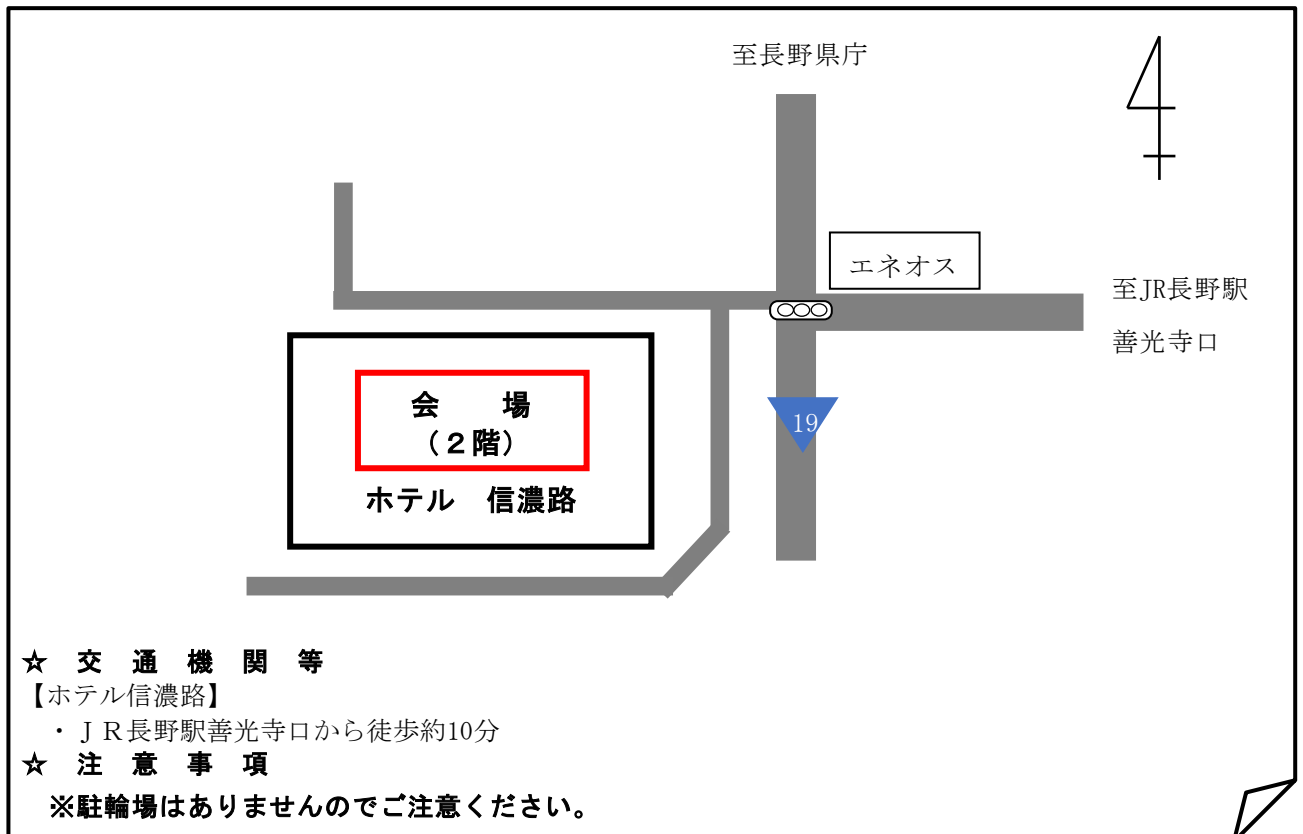 至長野県庁
エネオス
至JR長野駅
善光寺口
19
会　場
（２階）
ホテル　信濃路
☆　交　通　機　関　等
【ホテル信濃路】
・ＪＲ長野駅善光寺口から徒歩約10分
☆　注　意　事　項
※駐輪場はありませんのでご注意ください。